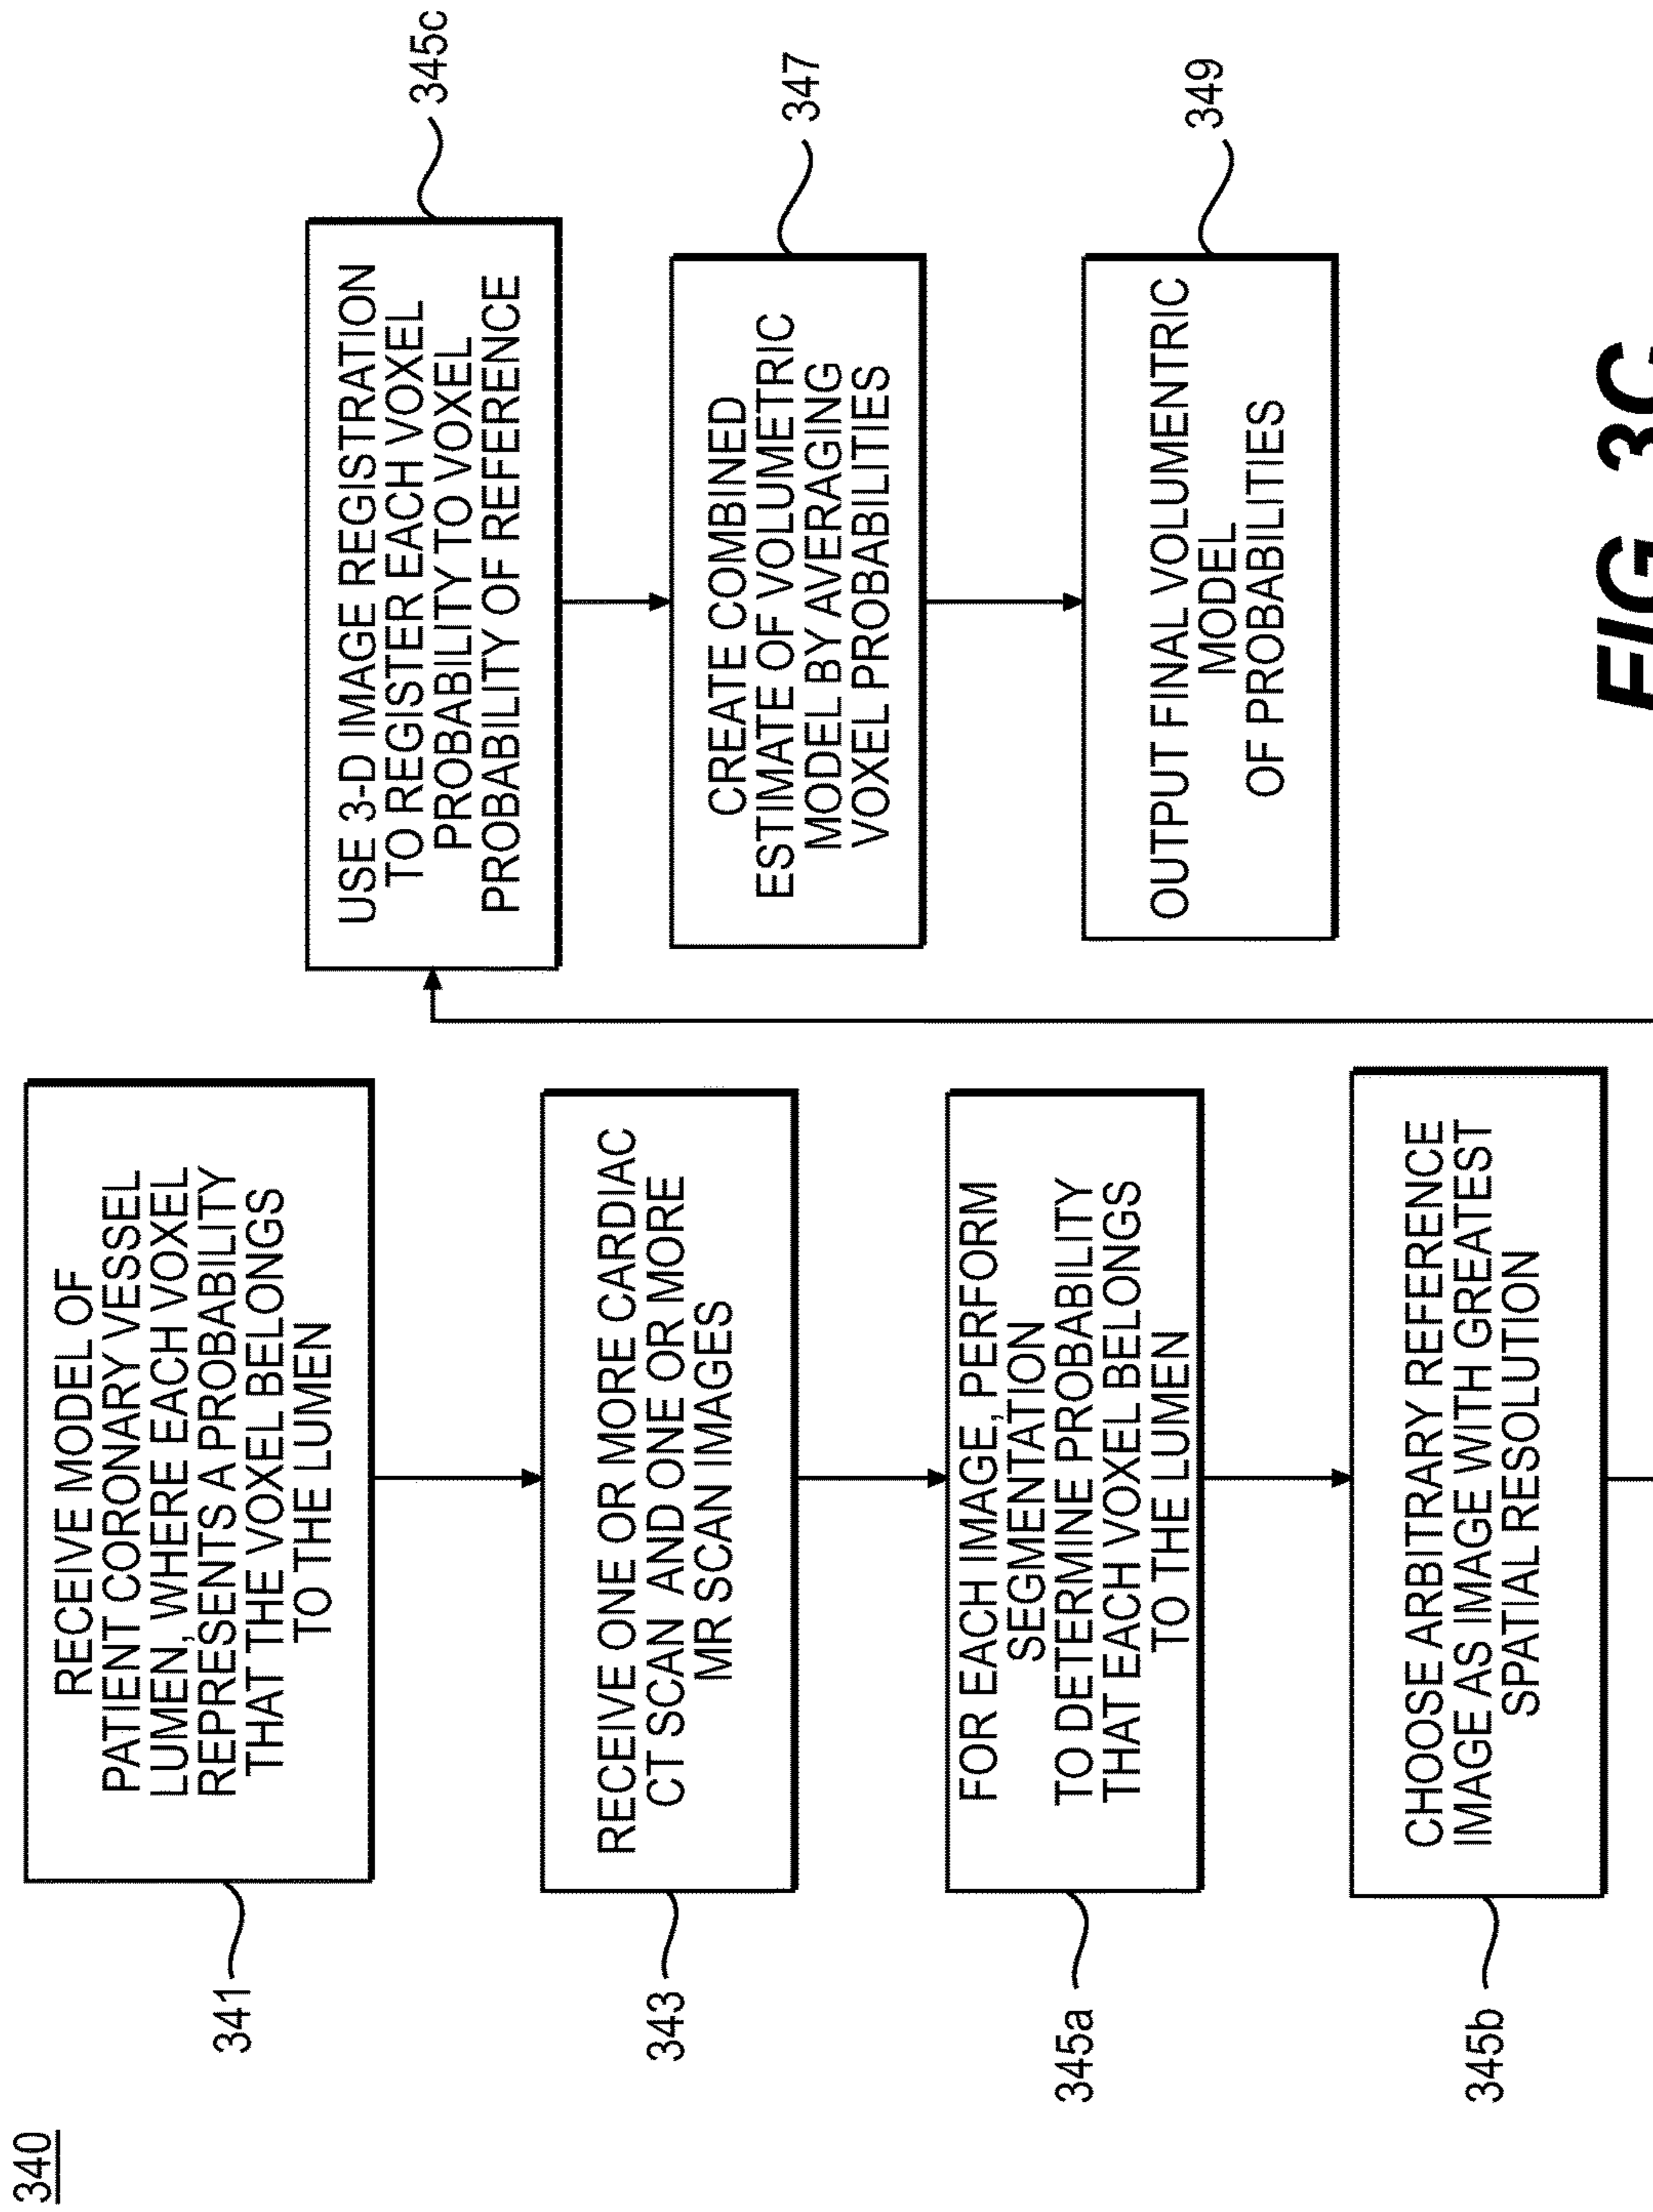 340
341
RECEIVE MODEL OF
PATIENT CORONARY VESSEL
LUMEN, WHERE EACH VOXEL
REPRESENTS A PROBABILITY
THAT THE VOXEL BELONGS
TO THE LUMEN
343
RECEIVE ONE OR MORE CARDIAC
CT SCAN AND ONE OR MORE
MR SCAN IMAGES
345a
FOR EACH IMAGE, PERFORM
SEGMENTATION
TO DETERMINE PROBABILITY
THAT EACH VOXEL BELONGS
TO THE LUMEN
345b
CHOOSE ARBITRARY REFERENCE
IMAGE AS IMAGE WITH GREATEST
SPATIAL RESOLUTION
345c
USE 3-D IMAGE REGISTRATION
TO REGISTER EACH VOXEL
PROBABILITY TO VOXEL
PROBABILITY OF REFERENCE
347
CREATE COMBINED
ESTIMATE OF VOLUMETRIC
MODEL BY AVERAGING
VOXEL PROBABILITIES
349
OUTPUT FINAL VOLUMENTRIC
MODEL
OF PROBABILITIES
FIG. 3C